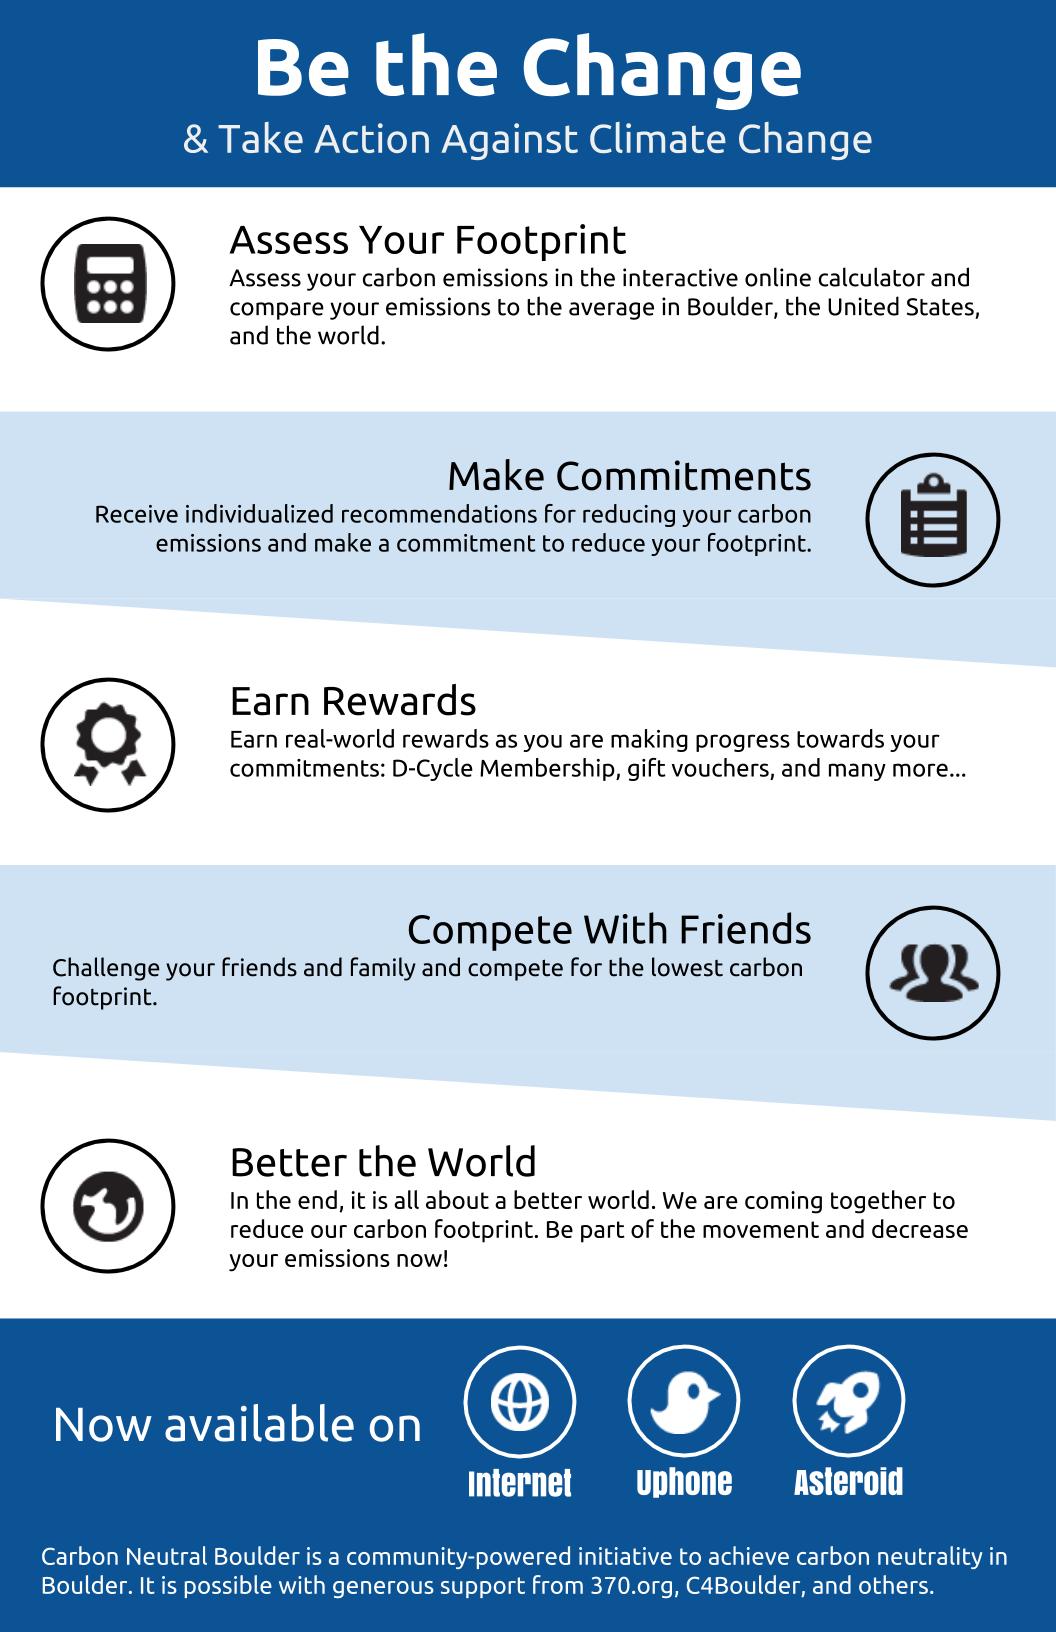 Be the Change
& Take Action Against Climate Change
Assess Your Footprint
Assess your carbon emissions in the interactive online calculator and
compare your emissions to the average in Boulder, the United States,
and the world.
Make Commitments
Receive individualized recommendations for reducing your carbon
emissions and make a commitment to reduce your footprint.
Earn Rewards
Earn real-world rewards as you are making progress towards your
commitments: D-Cycle Membership, gift vouchers, and many more...
Compete With Friends
Challenge your friends and family and compete for the lowest carbon
footprint.
Better the World
In the end, it is all about a better world. We are coming together to
reduce our carbon footprint. Be part of the movement and decrease
your emissions now!
Now available on
Internet
Uphone
Asteroid
Carbon Neutral Boulder is a community-powered initiative to achieve carbon neutrality in
Boulder. It is possible with generous support from 370.org, C4Boulder, and others.